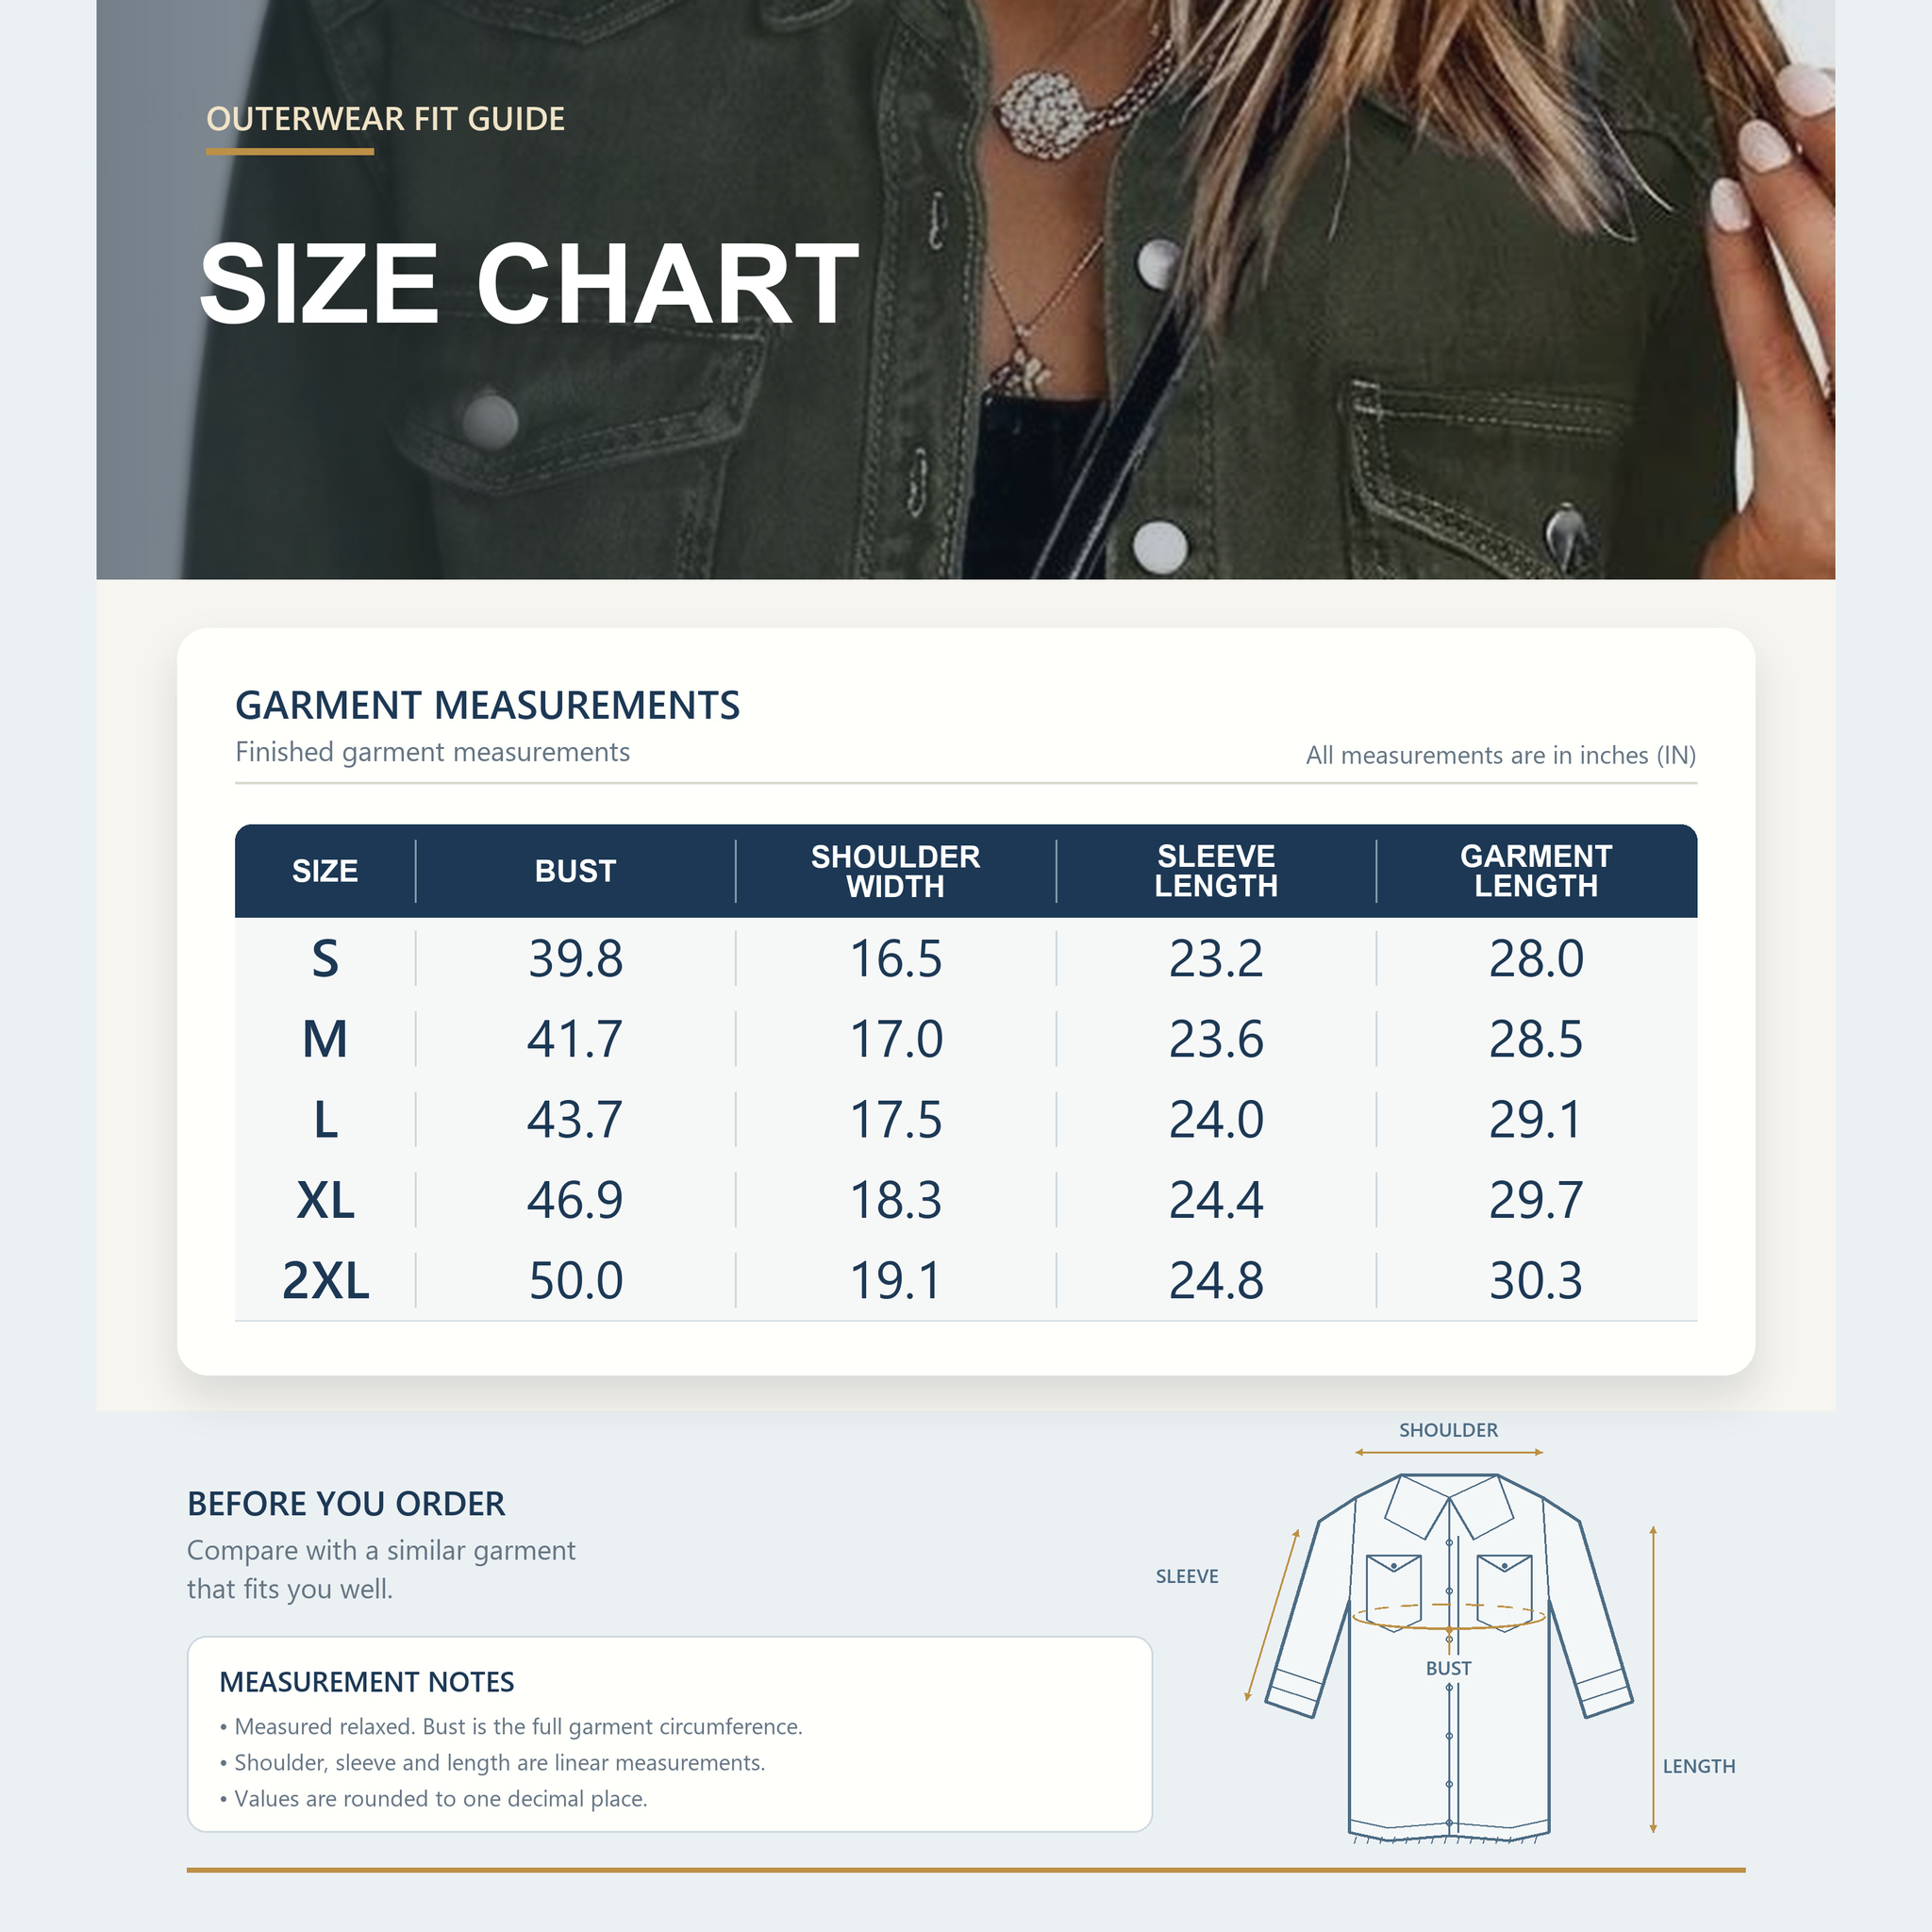 OUTERWEAR FIT GUIDE
SIZE CHART
GARMENT MEASUREMENTS
Finished garment measurements
All measurements are in inches (IN)
SIZE BUST SHOULDER WIDTH SLEEVE LENGTH GARMENT LENGTH
S 39.8 16.5 23.2 28.0
M 41.7 17.0 23.6 28.5
L 43.7 17.5 24.0 29.1
XL 46.9 18.3 24.4 29.7
2XL 50.0 19.1 24.8 30.3
BEFORE YOU ORDER
Compare with a similar garment
that fits you well.
MEASUREMENT NOTES
• Measured relaxed. Bust is the full garment circumference.
• Shoulder, sleeve and length are linear measurements.
• Values are rounded to one decimal place.
SHOULDER
SLEEVE
BUST
LENGTH